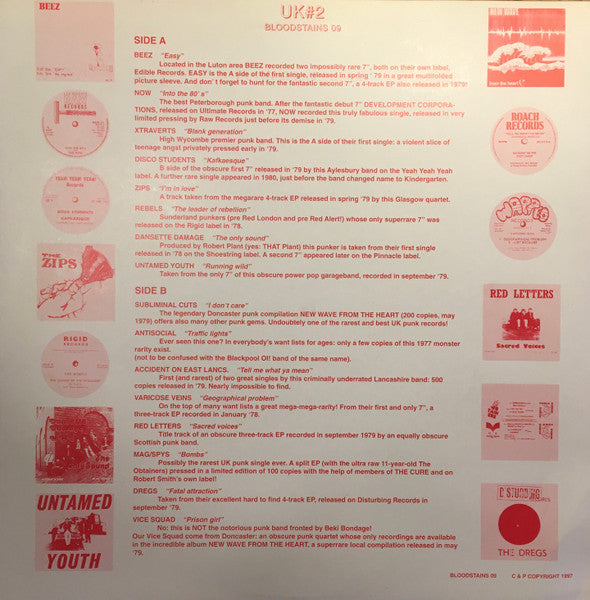 UK#2
BLOODSTAINS 09
BEEZ
SIDE A
BEEZ "Easy"
Located in the Luton area BEEZ recorded two impossibly rare 7", both on their own label,
Edible Records. EASY is the A side of the first single, released in spring ' 79 in a great multifolded
picture sleeve. And don' t forget to hunt for the fantastic second 7", a 4-track EP also released in 1979!
NOW "Into the 80' s"
The best Peterborough punk band. After the fantastic debut 7" DEVELOPMENT CORPORA-
TIONS, released on Ultimate Records in '77, NOW recorded this truly fabulous single, released in very
limited pressing by Raw Records just before its demise in '79.
XTRAVERTS "Blank generation"
High Wycombe premier punk band. This is the A side of their first single: a violent slice of
teenage angst privately pressed early in '79.
DISCO STUDENTS "Kafkaesque"
B side of the obscure first 7" released in '79 by this Aylesbury band on the Yeah Yeah Yeah
label. A further rare single appeared in 1980, just before the band changed name to Kindergarten.
ZIPS "I'm in love"
A track taken from the megarare 4-track EP released in spring '79 by this Glasgow quartet.
REBELS "The leader of rebellion"
Sunderland punkers (pre Red London and pre Red Alert!) whose only superrare 7" was
released on the Rigid label in '78.
DANSETTE DAMAGE "The only sound"
Produced by Robert Plant (yes: THAT Plant) this punker is taken from their first single
released in '78 on the Shoestring label. A second 7" appeared later on the Pinnacle label.
UNTAMED YOUTH "Running wild"
Taken from the only 7" of this obscure power pop garageband, recorded in september '79.
SIDE B
SUBLIMINAL CUTS "I don't care"
The legendary Doncaster punk compilation NEW WAVE FROM THE HEART (200 copies, may
1979) offers also many other punk gems. Undoubtely one of the rarest and best UK punk records!
ANTISOCIAL "Traffic lights"
Ever seen this one? In everybody's want lists for ages: only a few copies of this 1977 monster
rarity exist.
(not to be confused with the Blackpool OI! band of the same name).
ACCIDENT ON EAST LANCS. "Tell me what ya mean"
First (and rarest) of two great singles by this criminally underrated Lancashire band: 500
copies released in '79. Nearly impossible to find.
VARICOSE VEINS "Geographical problem"
On the top of many want lists a great mega-mega-rarity! From their first and only 7", a
three-track EP recorded in January '78.
RED LETTERS "Sacred voices"
Title track of an obscure three-track EP recorded in september 1979 by an equally obscure
Scottish punk band.
MAG/SPYS "Bombs"
Possibly the rarest UK punk single ever. A split EP (with the ultra raw 11-year-old The
Obtainers) pressed in a limited edition of 100 copies with the help of members of THE CURE and on
Robert Smith's own label!
DREGS "Fatal attraction"
Taken from their excellent hard to find 4-track EP, released on Disturbing Records in
september '79.
VICE SQUAD "Prison girl"
No: this is NOT the notorious punk band fronted by Beki Bondage!
Our Vice Squad come from Doncaster: an obscure punk quartet whose only recordings are available
in the incredible album NEW WAVE FROM THE HEART, a superrare local compilation released in may
'79.
YEAH YEAH YEAH
Records
DISCO STUDENTS
KAFKAESQUE
THE
ZIPS
RIGID
RECORDS
The
UNTAMED
YOUTH
from the heart
ROACH
RECORDS
RED LETTERS
Sacred Voices
THE DREGS
BLOODSTAINS 09 C & P COPYRIGHT 1997